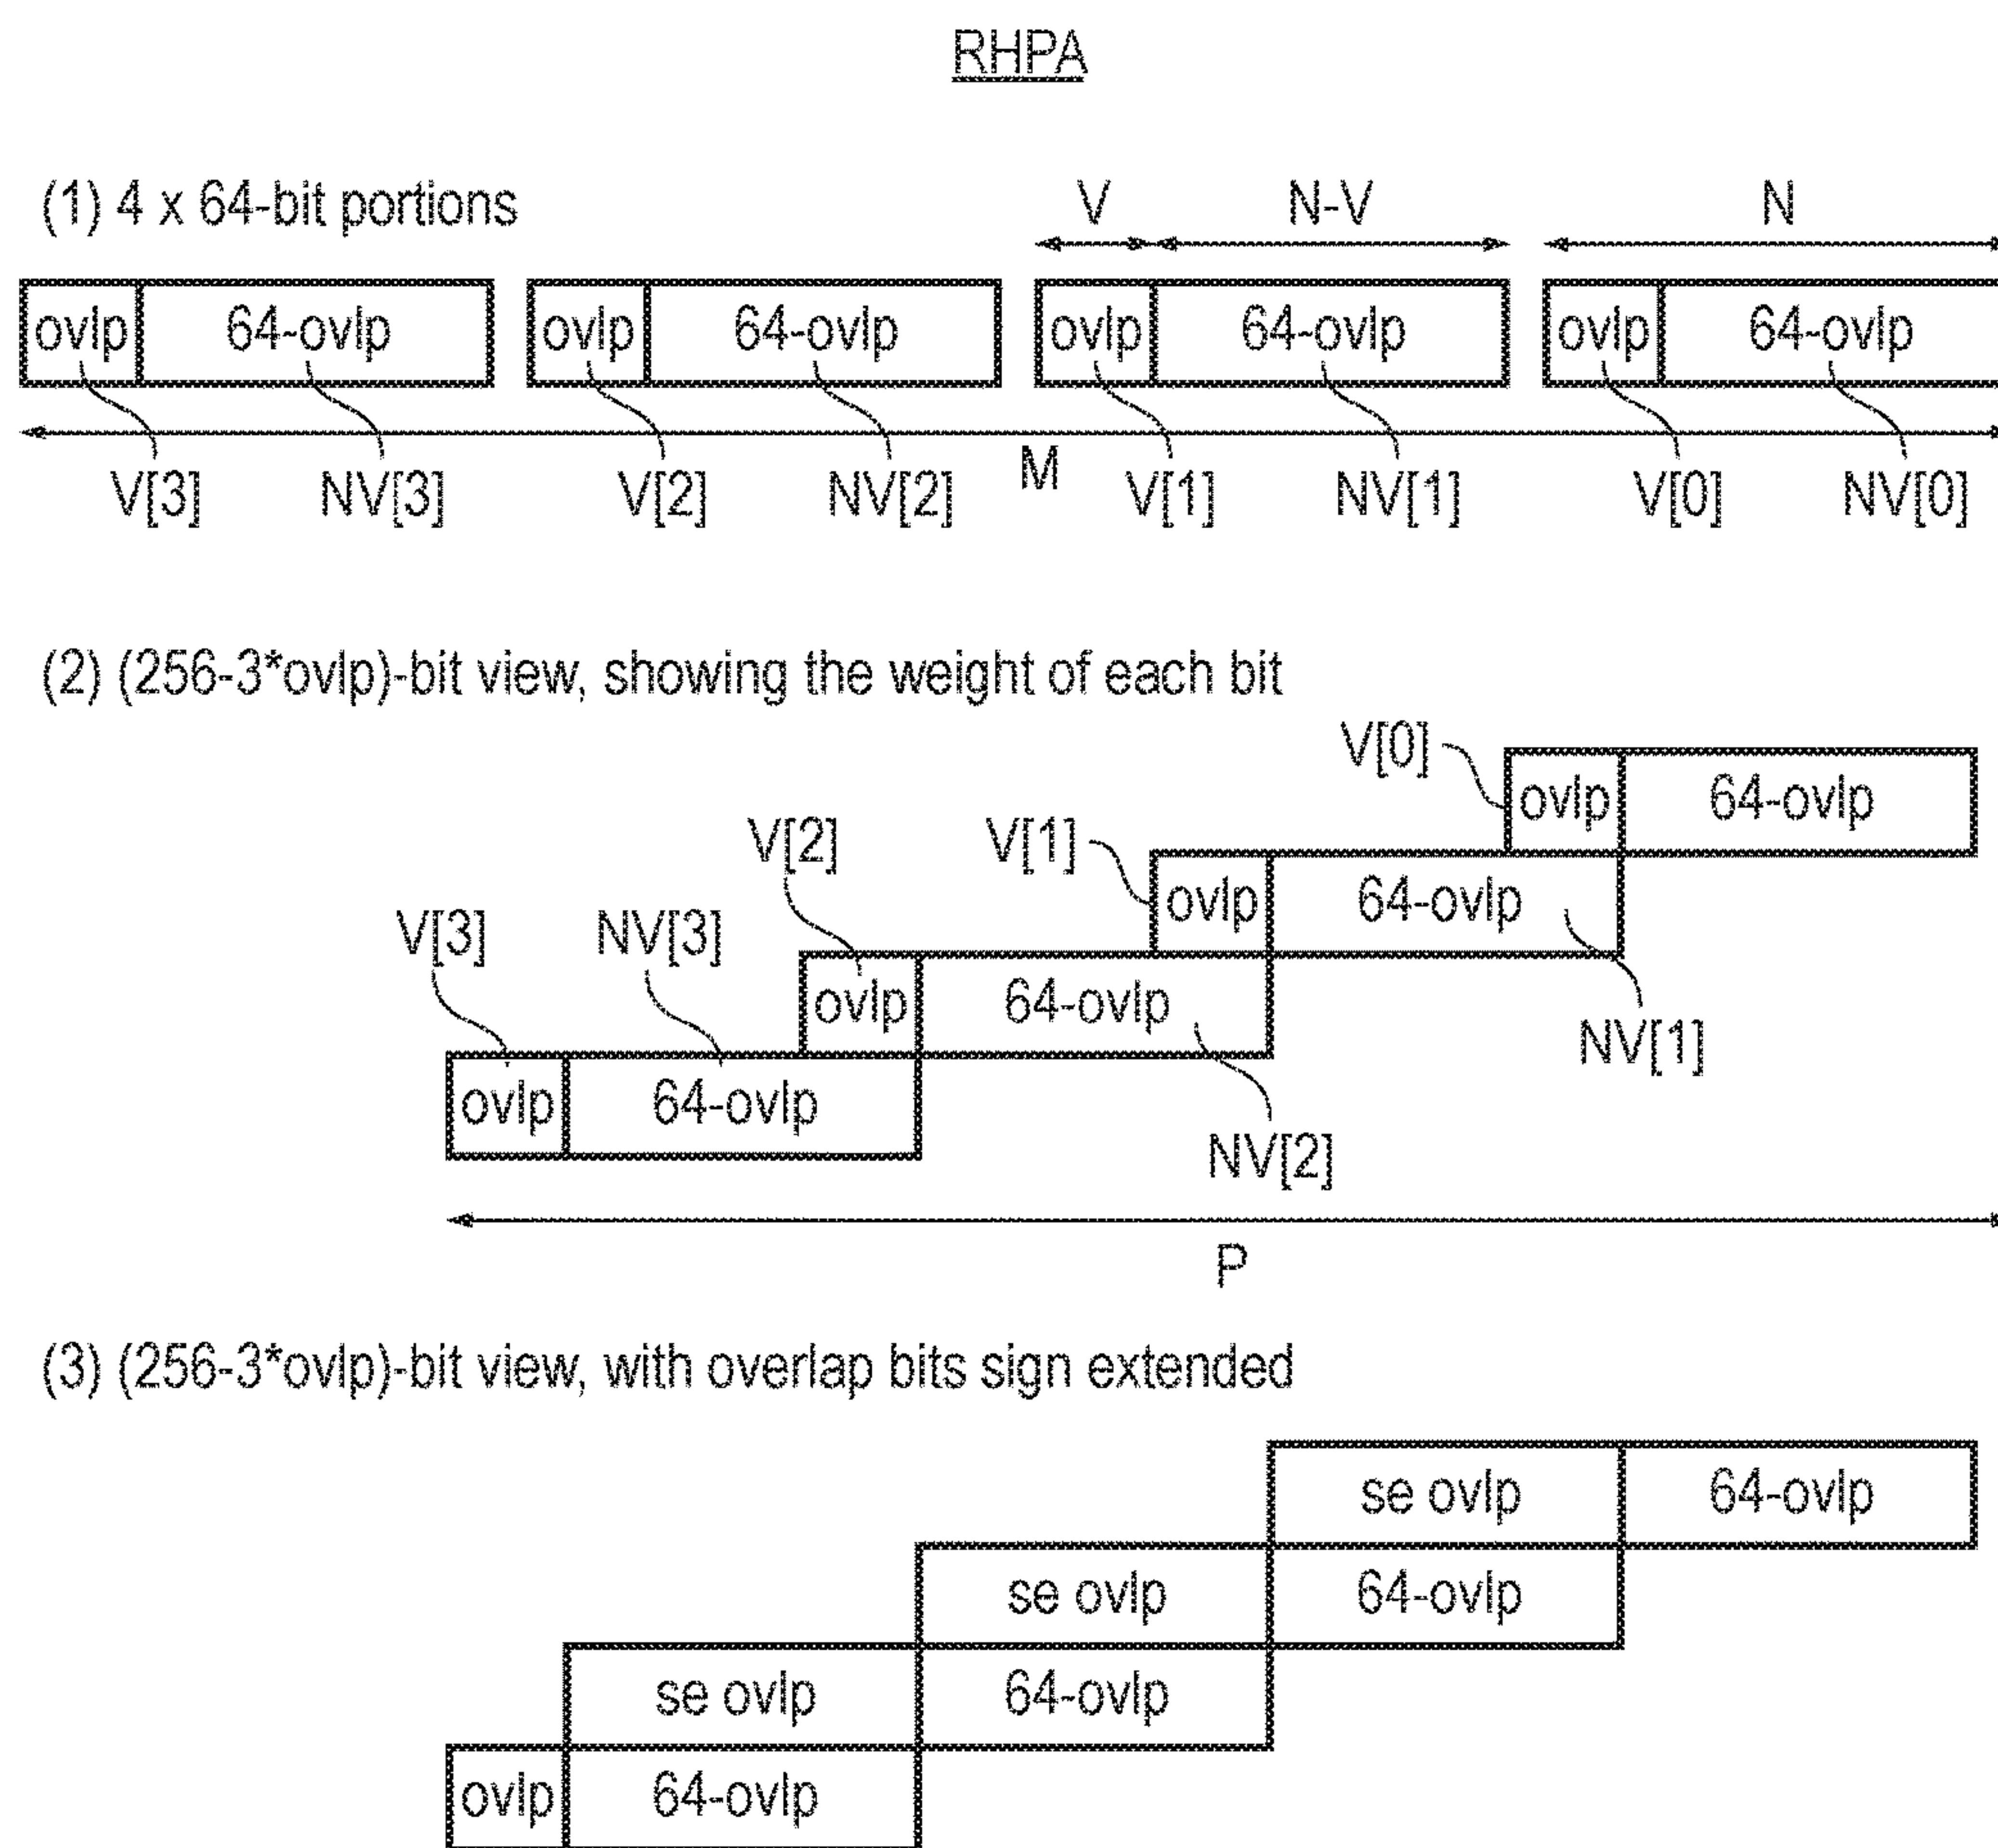 RHPA
(1) 4 x 64-bit portions
V N-V N
ovlp 64-ovlp ovlp 64-ovlp ovlp 64-ovlp ovlp 64-ovlp
M
V[3] NV[3] V[2] NV[2] V[1] NV[1] V[0] NV[0]
(2) (256-3*ovlp)-bit view, showing the weight of each bit
V[0]
ovlp 64-ovlp
V[2] V[1]
ovlp 64-ovlp
V[3] NV[3]
ovlp 64-ovlp
NV[1]
ovlp 64-ovlp
NV[2]
P
(3) (256-3*ovlp)-bit view, with overlap bits sign extended
se ovlp 64-ovlp
se ovlp 64-ovlp
se ovlp 64-ovlp
ovlp 64-ovlp